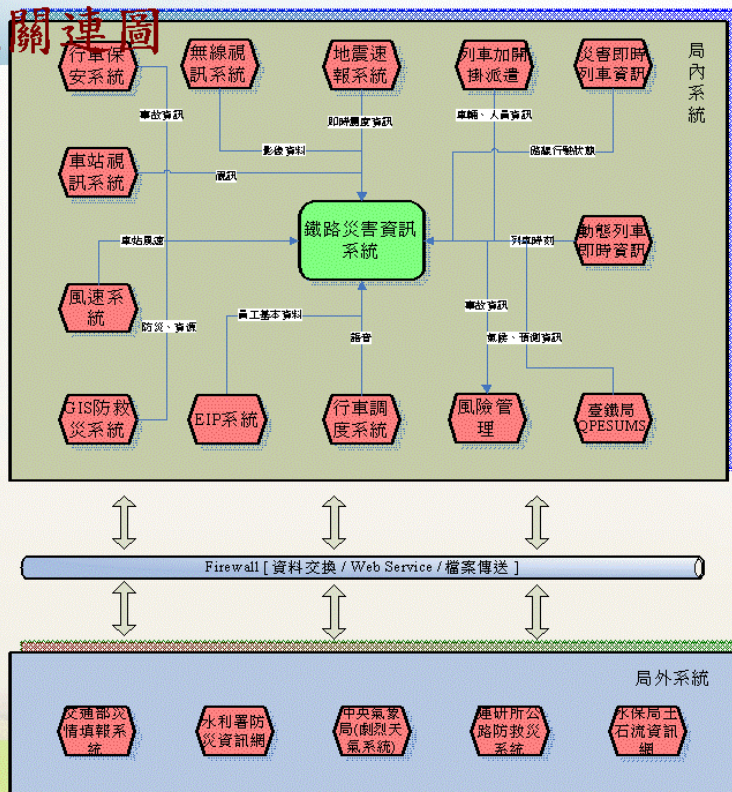 關連圖
局內系統
行車保
安系統
無線視
訊系統
地震速
報系統
列車加開
掛派遣
災害即時
列車資訊
事故資訊
即時震度資訊
車輛、人員資訊
影像資料
路線行駛狀態
車站視
訊系統
視訊
鐵路災害資訊
系統
動態列車
即時資訊
車站風速
列車時刻
風速系
統
員工基本資料
事故資訊
防災、資源
語音
氣候、預測資訊
GIS防救
災系統
EIP系統
行車調
度系統
風險管
理
臺鐵局
QPESUMS
Firewall [ 資料交換 / Web Service / 檔案傳送 ]
局外系統
交通部災
情填報系
統
水利署防
災資訊網
中央氣象
局(劇烈天
氣系統)
運研所公
路防救災
系統
水保局土
石流資訊
網